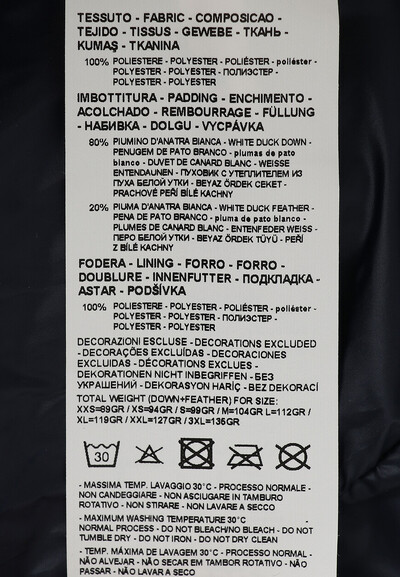 TESSUTO - FABRIC - COMPOSICAO -
TEJIDO - TISSUS - GEWEBE - ТКАНЬ -
KUMAŞ - TKANINA
100% POLIESTERE - POLYESTER - POLIÉSTER - poliéster -
POLYESTER - POLYESTER - ПОЛИЭСТЕР -
POLYESTER - POLYESTER
IMBOTTITURA - PADDING - ENCHIMENTO -
ACOLCHADO - REMBOURRAGE - FÜLLUNG
- НАБИВКА - DOLGU - VYCPÁVKA
80% PIUMINO D'ANATRA BIANCA - WHITE DUCK DOWN -
PENUGEM DE PATO BRANCO - plumas de pato
blanco - DUVET DE CANARD BLANC - WEISSE
ENTENDAUNEN - ПУХОВИК С УТЕПЛИТЕЛЕМ ИЗ
ПУХА БЕЛОЙ УТКИ - BEYAZ ÖRDEK CEKET -
PRACHOVÉ PEŘÍ BÍLÉ KACHNY
20% PIUMA D'ANATRA BIANCA - WHITE DUCK FEATHER -
PENA DE PATO BRANCO - pluma de pato blanco -
PLUMES DE CANARD BLANC - ENTENFEDER WEISS -
ПЕРО БЕЛОЙ УТКИ - BEYAZ ÖRDEK TÜYÜ - PEŘÍ
Z BÍLÉ KACHNY
FODERA - LINING - FORRO - FORRO -
DOUBLURE - INNENFUTTER - ПОДКЛАДКА -
ASTAR - PODŠÍVKA
100% POLIESTERE - POLYESTER - POLIÉSTER - poliéster -
POLYESTER - POLYESTER - ПОЛИЭСТЕР -
POLYESTER - POLYESTER
DECORAZIONI ESCLUSE - DECORATIONS EXCLUDED
- DECORAÇÕES EXCLUÍDAS - DECORACIONES
EXCLUIDAS - DÉCORATIONS EXCLUES -
DEKORATIONEN NICHT INBEGRIFFEN - БЕЗ
УКРАШЕНИЙ - DEKORASYON HARİÇ - BEZ DEKORACÍ
TOTAL WEIGHT (DOWN+FEATHER) FOR SIZE:
XXS=89GR / XS=94GR / S=99GR / M=104GR L=112GR /
XL=119GR / XXL=127GR / 3XL=135GR
30
- MASSIMA TEMP. LAVAGGIO 30°C - PROCESSO NORMALE -
NON CANDEGGIARE - NON ASCIUGARE IN TAMBURO
ROTATIVO - NON STIRARE - NON LAVARE A SECCO
- MAXIMUM WASHING TEMPERATURE 30°C
NORMAL PROCESS - DO NOT BLEACH/NO BLEACH - DO NOT
TUMBLE DRY - DO NOT IRON - DO NOT DRY CLEAN
- TEMP. MÁXIMA DE LAVAGEM 30°C - PROCESSO NORMAL -
NÃO ALVEJAR - NÃO SECAR EM TAMBOR ROTATIVO - NÃO
PASSAR - NÃO LAVAR A SECO